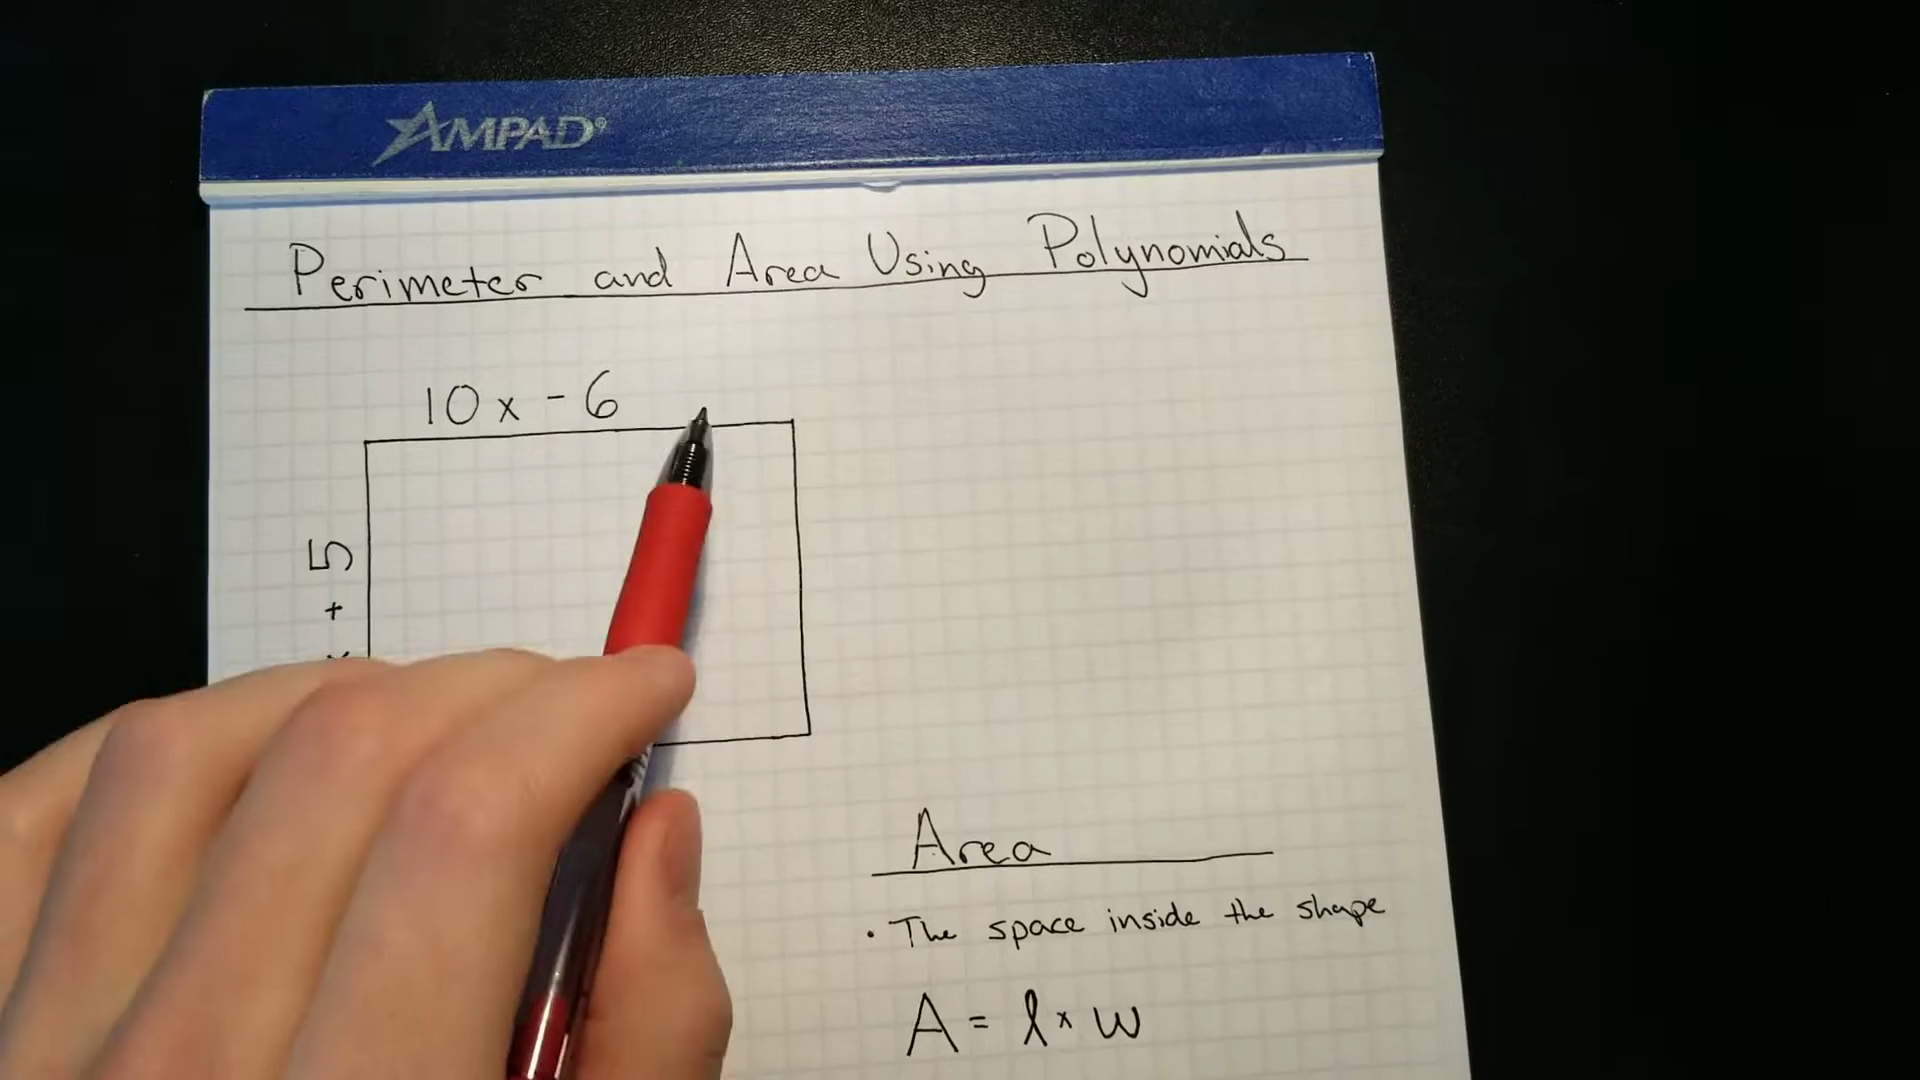 AMPAD
Perimeter and Area Using Polynomials
10x - 6
+ 5
Area
• The space inside the shape
A = l × w